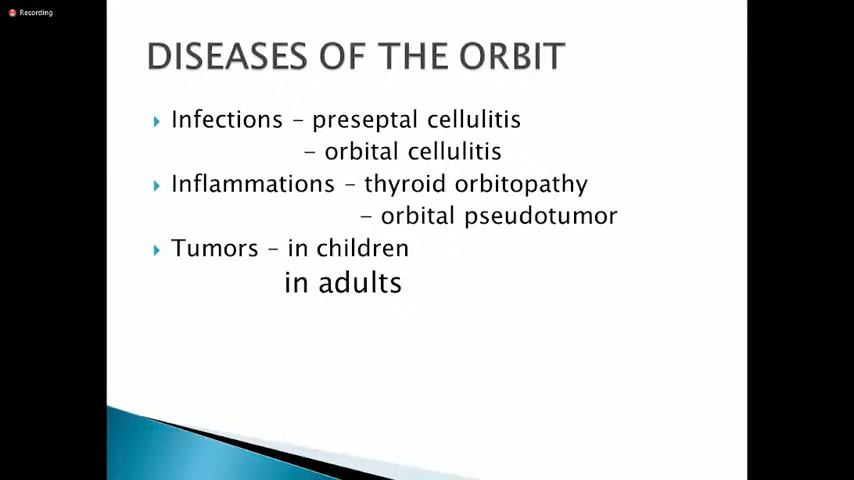 Recording
DISEASES OF THE ORBIT
Infections – preseptal cellulitis
– orbital cellulitis
Inflammations – thyroid orbitopathy
– orbital pseudotumor
Tumors – in children
in adults